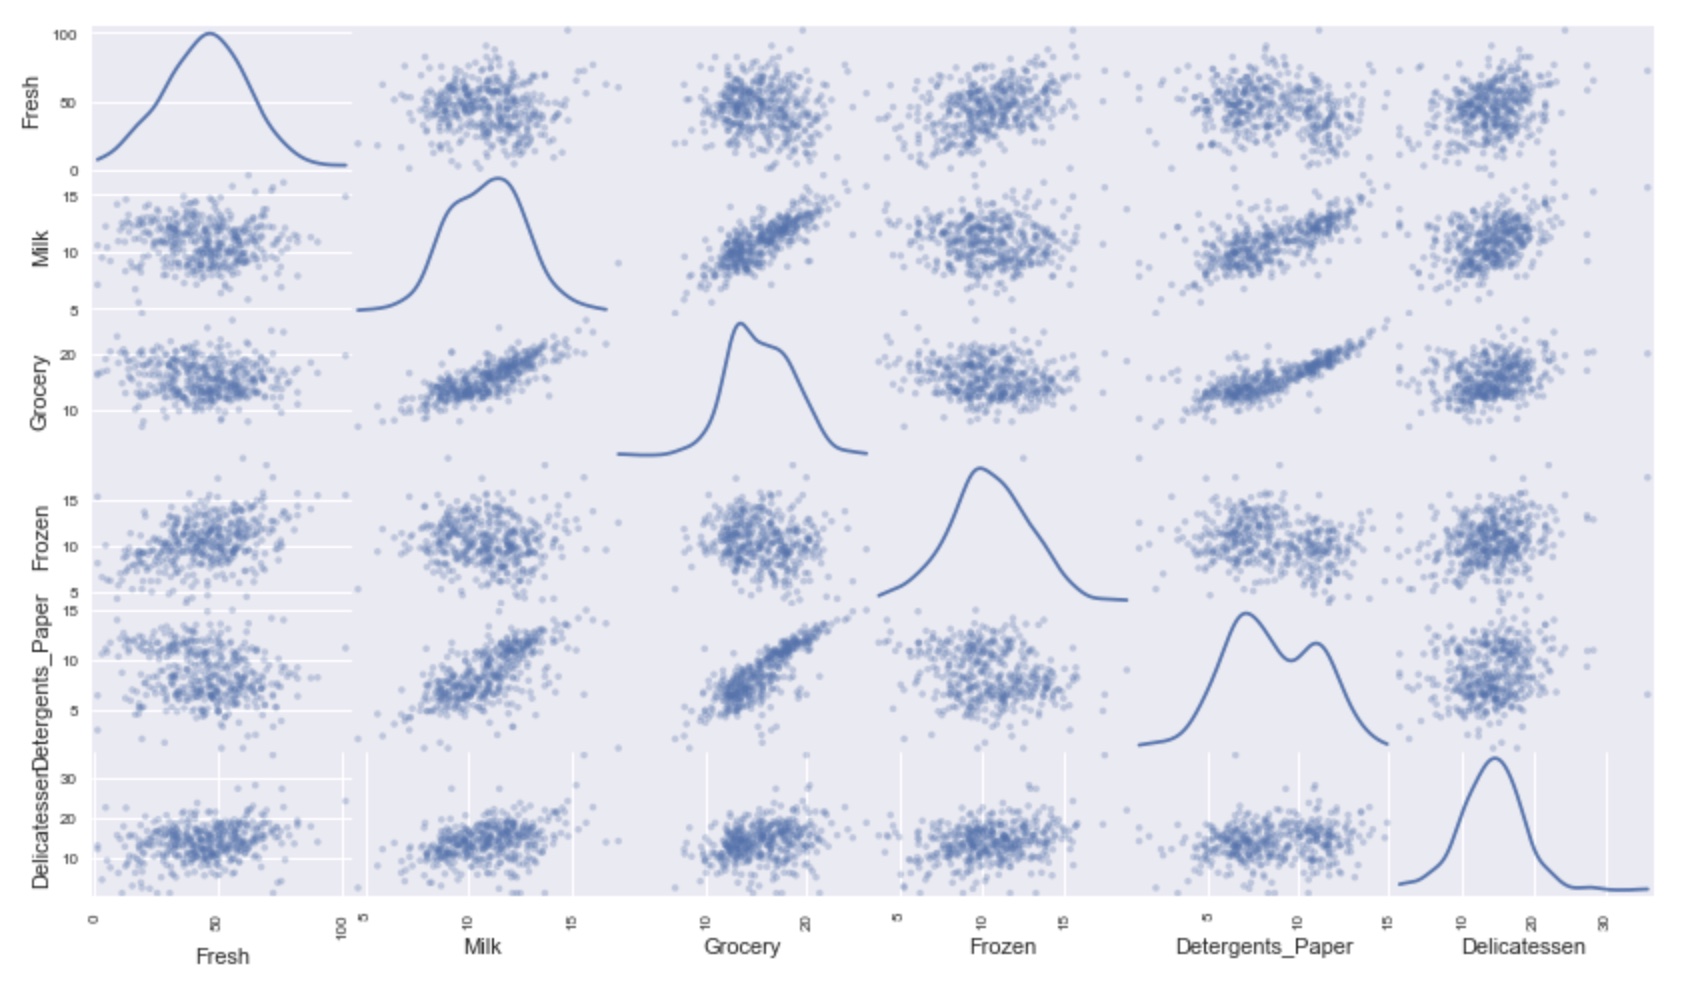 Fresh
100
50
0
Milk
15
10
5
Grocery
20
10
Frozen
15
10
5
Detergents_Paper
15
10
5
Delicatessen
30
20
10
0 50 100 5 10 15 10 20 5 10 15 5 10 15 10 20 30
Fresh Milk Grocery Frozen Detergents_Paper Delicatessen